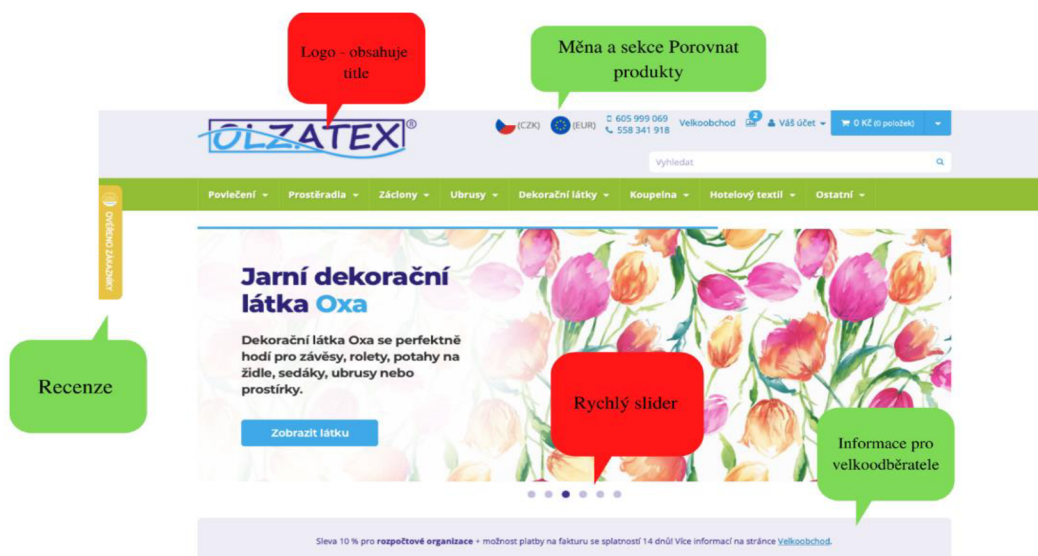 Logo - obsahuje
title
Měna a sekce Porovnat
produkty
OLZATEX®
(CZK)
(EUR)
605 999 069
558 341 918
Velkoobchod
2
Váš účet
0 Kč (0 položek)
Vyhledat
Povlečení
Prostěradla
Záclony
Ubrusy
Dekorační látky
Koupelna
Hotelový textil
Ostatní
OVĚŘENO ZÁKAZNÍKY
Jarní dekorační
látka Oxa
Dekorační látka Oxa se perfektně
hodí pro závěsy, rolety, potahy na
židle, sedáky, ubrusy nebo
prostírky.
Zobrazit látku
Recenze
Rychlý slider
Informace pro
velkoodběratele
Sleva 10 % pro rozpočtové organizace + možnost platby na fakturu se splatností 14 dnů! Více informací na stránce Velkoobchod.